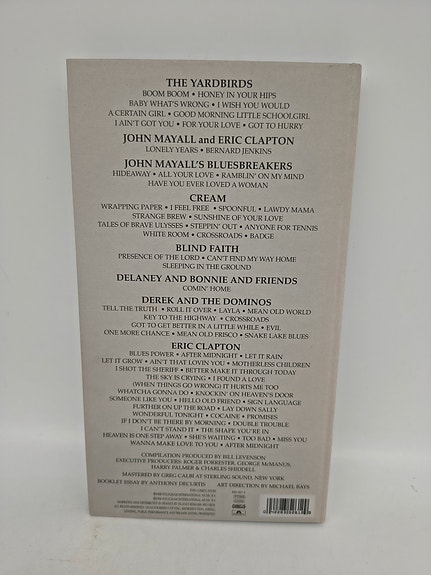 THE YARDBIRDS
BOOM BOOM • HONEY IN YOUR HIPS
BABY WHAT'S WRONG • I WISH YOU WOULD
A CERTAIN GIRL • GOOD MORNING LITTLE SCHOOLGIRL
I AIN'T GOT YOU • FOR YOUR LOVE • GOT TO HURRY
JOHN MAYALL and ERIC CLAPTON
LONELY YEARS • BERNARD JENKINS
JOHN MAYALL'S BLUESBREAKERS
HIDEAWAY • ALL YOUR LOVE • RAMBLIN' ON MY MIND
HAVE YOU EVER LOVED A WOMAN
CREAM
WRAPPING PAPER • I FEEL FREE • SPOONFUL • LAWDY MAMA
STRANGE BREW • SUNSHINE OF YOUR LOVE
TALES OF BRAVE ULYSSES • STEPPIN' OUT • ANYONE FOR TENNIS
WHITE ROOM • CROSSROADS • BADGE
BLIND FAITH
PRESENCE OF THE LORD • CAN'T FIND MY WAY HOME
SLEEPING IN THE GROUND
DELANEY AND BONNIE AND FRIENDS
COMIN' HOME
DEREK AND THE DOMINOS
TELL THE TRUTH • ROLL IT OVER • LAYLA • MEAN OLD WORLD
KEY TO THE HIGHWAY • CROSSROADS
GOT TO GET BETTER IN A LITTLE WHILE • EVIL
ONE MORE CHANCE • MEAN OLD FRISCO • SNAKE LAKE BLUES
ERIC CLAPTON
BLUES POWER • AFTER MIDNIGHT • LET IT RAIN
LET IT GROW • AIN'T THAT LOVIN YOU • MOTHERLESS CHILDREN
I SHOT THE SHERIFF • BETTER MAKE IT THROUGH TODAY
THE SKY IS CRYING • I FOUND A LOVE
(WHEN THINGS GO WRONG) IT HURTS ME TOO
WHATCHA GONNA DO • KNOCKIN' ON HEAVEN'S DOOR
SOMEONE LIKE YOU • HELLO OLD FRIEND • SIGN LANGUAGE
FURTHER ON UP THE ROAD • LAY DOWN SALLY
WONDERFUL TONIGHT • COCAINE • PROMISES
IF I DON'T BE THERE BY MORNING • DOUBLE TROUBLE
I CAN'T STAND IT • THE SHAPE YOU'RE IN
HEAVEN IS ONE STEP AWAY • SHE'S WAITING • TOO BAD • MISS YOU
WANNA MAKE LOVE TO YOU • AFTER MIDNIGHT
COMPILATION PRODUCED BY BILL LEVENSON
EXECUTIVE PRODUCERS: ROGER FORRESTER, GEORGE McMANUS,
HARRY PALMER & CHARLES SHIDDELL
MASTERED BY GREG CALBI AT STERLING SOUND, NEW YORK
BOOKLET ESSAY BY ANTHONY DECURTIS ART DIRECTION BY MICHAEL BAYS